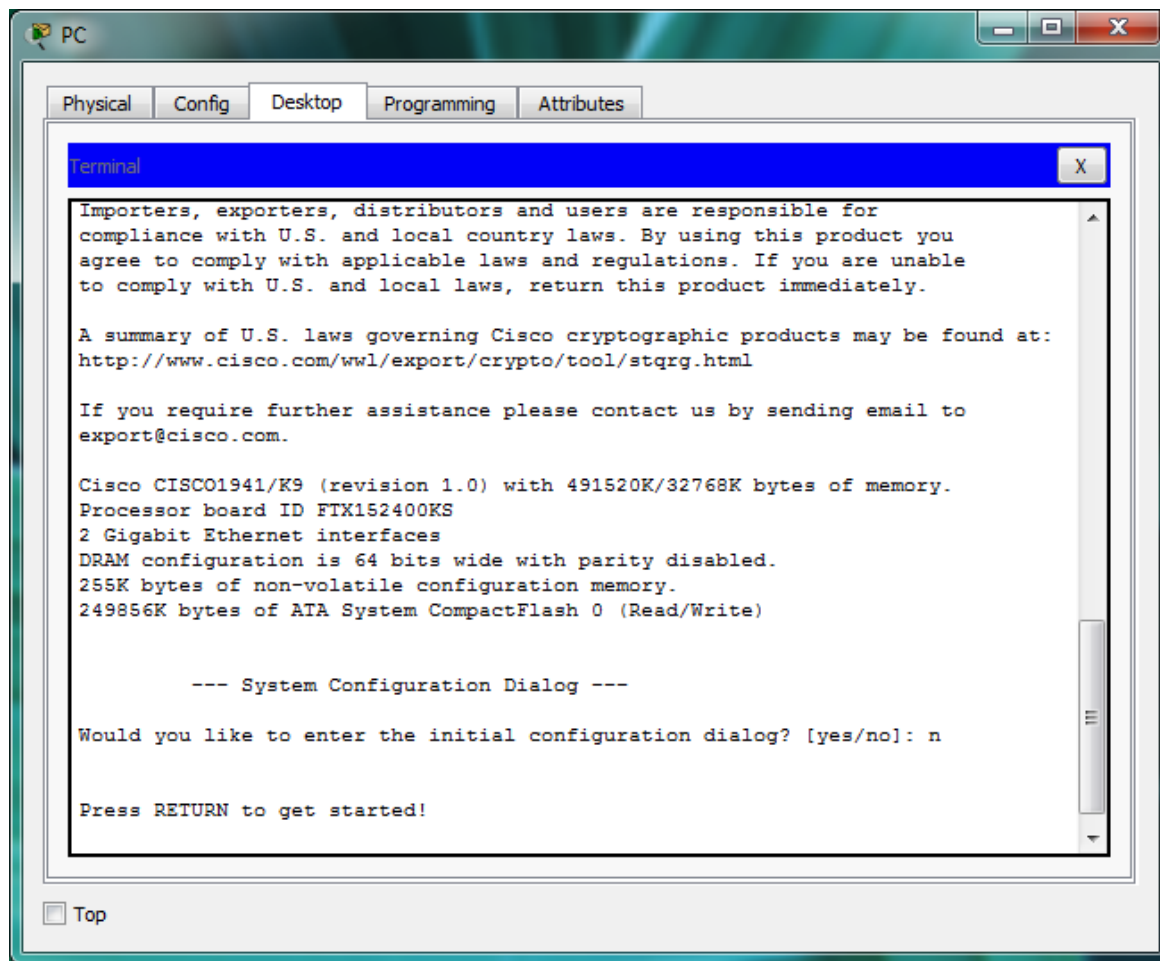 PC
X
Physical
Config
Desktop
Programming
Attributes
Terminal
X
Importers, exporters, distributors and users are responsible for
compliance with U.S. and local country laws. By using this product you
agree to comply with applicable laws and regulations. If you are unable
to comply with U.S. and local laws, return this product immediately.
A summary of U.S. laws governing Cisco cryptographic products may be found at:
http://www.cisco.com/wwl/export/crypto/tool/stqrg.html
If you require further assistance please contact us by sending email to
export@cisco.com.
Cisco CISCO1941/K9 (revision 1.0) with 491520K/32768K bytes of memory.
Processor board ID FTX152400KS
2 Gigabit Ethernet interfaces
DRAM configuration is 64 bits wide with parity disabled.
255K bytes of non-volatile configuration memory.
249856K bytes of ATA System CompactFlash 0 (Read/Write)
--- System Configuration Dialog ---
Would you like to enter the initial configuration dialog? [yes/no]: n
Press RETURN to get started!
Top